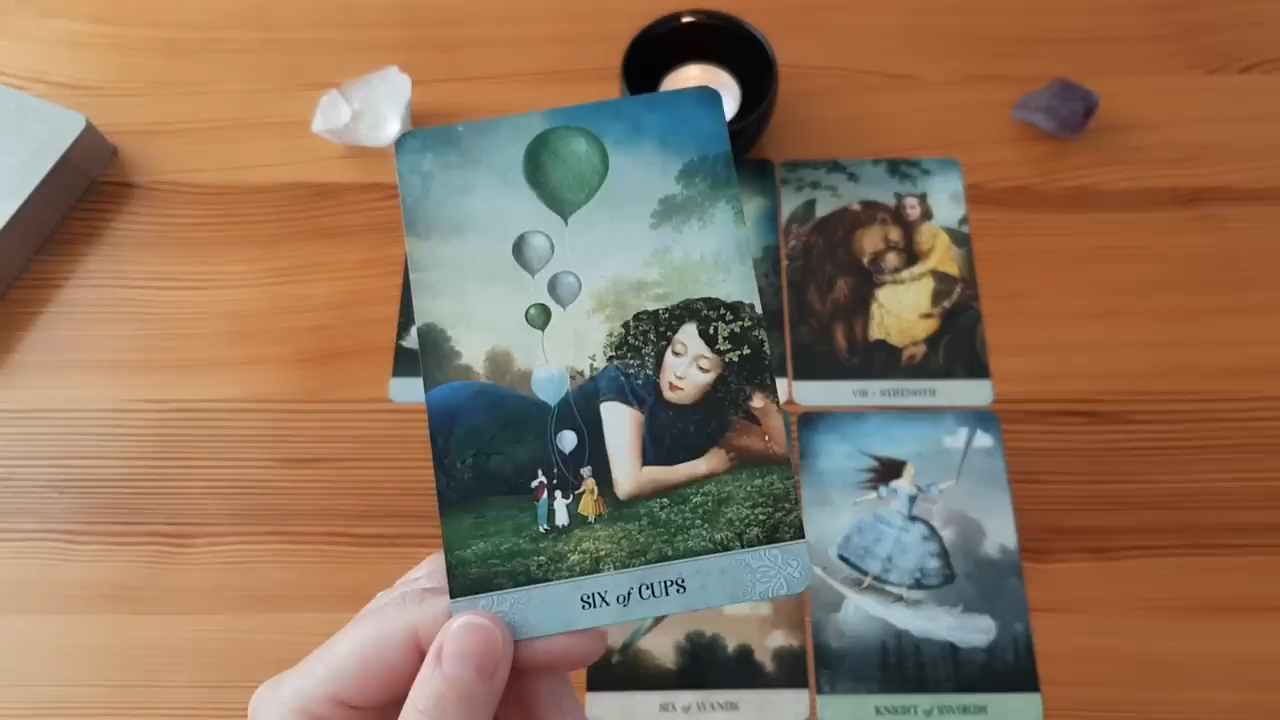 SIX of CUPS
VIII • STRENGTH
SIX of WANDS
KNIGHT of SWORDS